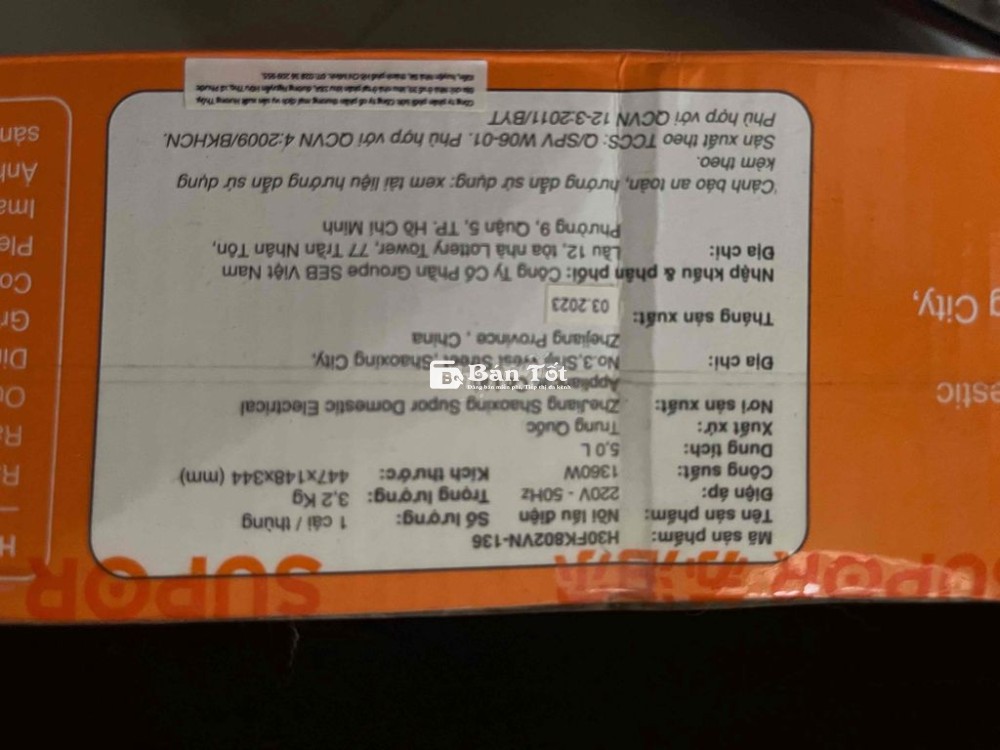 SUPOR
Mã sản phẩm: H30FK802VN-136
Tên sản phẩm: Nồi lẩu điện Số lượng: 1 cái / thùng
Điện áp: 220V - 50Hz Trọng lượng: 3,2 Kg
Công suất: 1360W Kích thước: 447x148x344 (mm)
Dung tích: 5,0 L
Xuất xứ: Trung Quốc
Nơi sản xuất: ZheJiang Shaoxing Supor Domestic Electrical
Địa chỉ: No.3,Ship West Street, Shaoxing City,
Zhejiang Province , China
Tháng sản xuất: 03.2023
Nhập khẩu & phân phối: Công Ty Cổ Phần Groupe SEB Việt Nam
Địa chỉ: Lầu 12, tòa nhà Lottery Tower, 77 Trần Nhân Tôn,
Phường 9, Quận 5, TP. Hồ Chí Minh
Cảnh báo an toàn, hướng dẫn sử dụng: xem tài liệu hướng dẫn sử dụng
kèm theo.
Sản xuất theo TCCS: Q/SPV W06-01. Phù hợp với QCVN 4:2009/BKHCN.
Phù hợp với QCVN 12-3:2011/BYT
g City,
estic
Bán Tốt